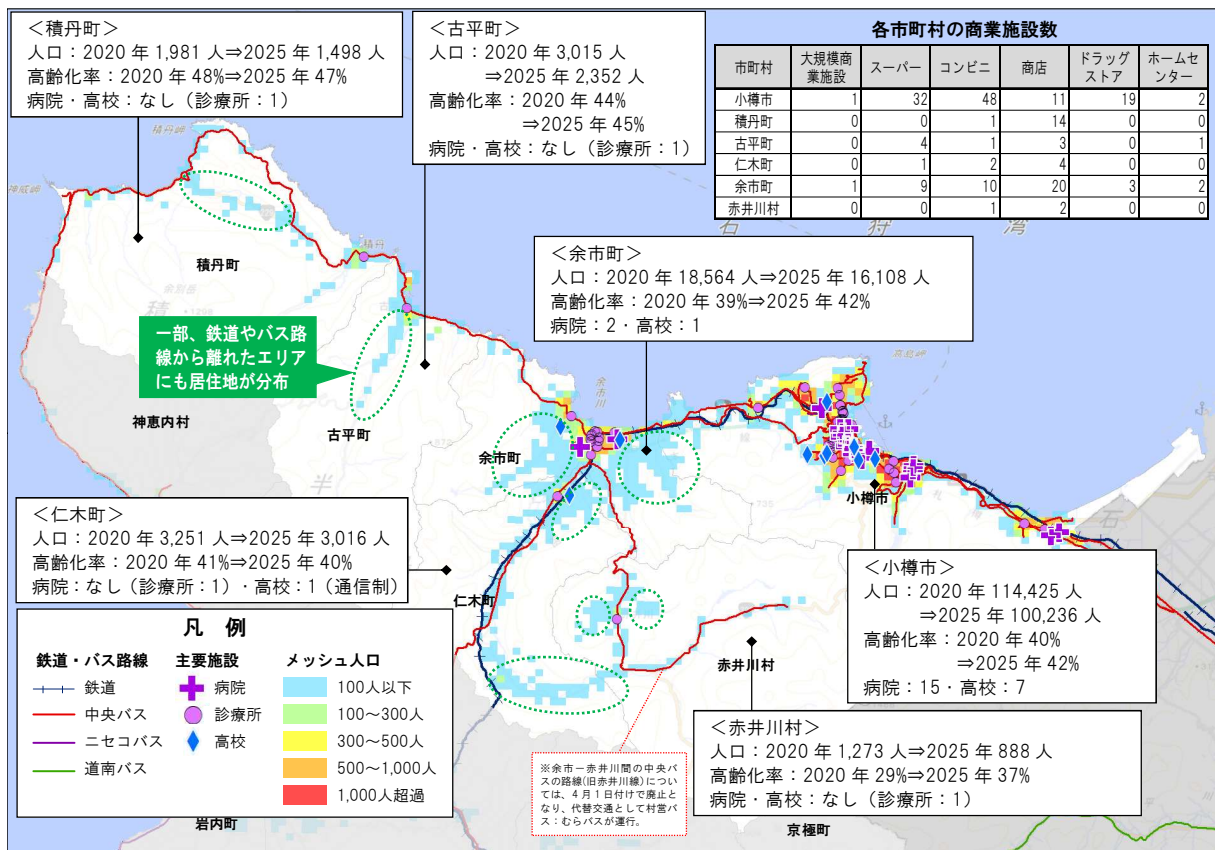 ＜積丹町＞
人口：2020 年 1,981 人⇒2025 年 1,498 人
高齢化率：2020 年 48%⇒2025 年 47%
病院・高校：なし（診療所：1）
＜古平町＞
人口：2020 年 3,015 人
⇒2025 年 2,352 人
高齢化率：2020 年 44%
⇒2025 年 45%
病院・高校：なし（診療所：1）
各市町村の商業施設数
市町村 大規模商業施設 スーパー コンビニ 商店 ドラッグストア ホームセンター
小樽市 1 32 48 11 19 2
積丹町 0 0 1 14 0 0
古平町 0 4 1 3 0 1
仁木町 0 1 2 4 0 0
余市町 1 9 10 20 3 2
赤井川村 0 0 1 2 0 0
石 狩 湾
積丹岬
神威岬
積丹町
積丹
＜余市町＞
人口：2020 年 18,564 人⇒2025 年 16,108 人
高齢化率：2020 年 39%⇒2025 年 42%
病院：2・高校：1
一部、鉄道やバス路
線から離れたエリア
にも居住地が分布
神恵内村
古平町
余市川
余市町
小樽市
半
石
＜仁木町＞
人口：2020 年 3,251 人⇒2025 年 3,016 人
高齢化率：2020 年 41%⇒2025 年 40%
病院：なし（診療所：1）・高校：1（通信制）
仁木町
赤井川村
＜小樽市＞
人口：2020 年 114,425 人
⇒2025 年 100,236 人
高齢化率：2020 年 40%
⇒2025 年 42%
病院：15・高校：7
＜赤井川村＞
人口：2020 年 1,273 人⇒2025 年 888 人
高齢化率：2020 年 29%⇒2025 年 37%
病院・高校：なし（診療所：1）
※余市－赤井川間の中央バ
スの路線(旧赤井川線)につい
ては、4月1日付けで廃止と
なり、代替交通として村営バ
ス：むらバスが運行。
凡 例
鉄道・バス路線 主要施設 メッシュ人口
鉄道 病院 100人以下
中央バス 診療所 100～300人
ニセコバス 高校 300～500人
道南バス 500～1,000人
1,000人超過
岩内町
京極町